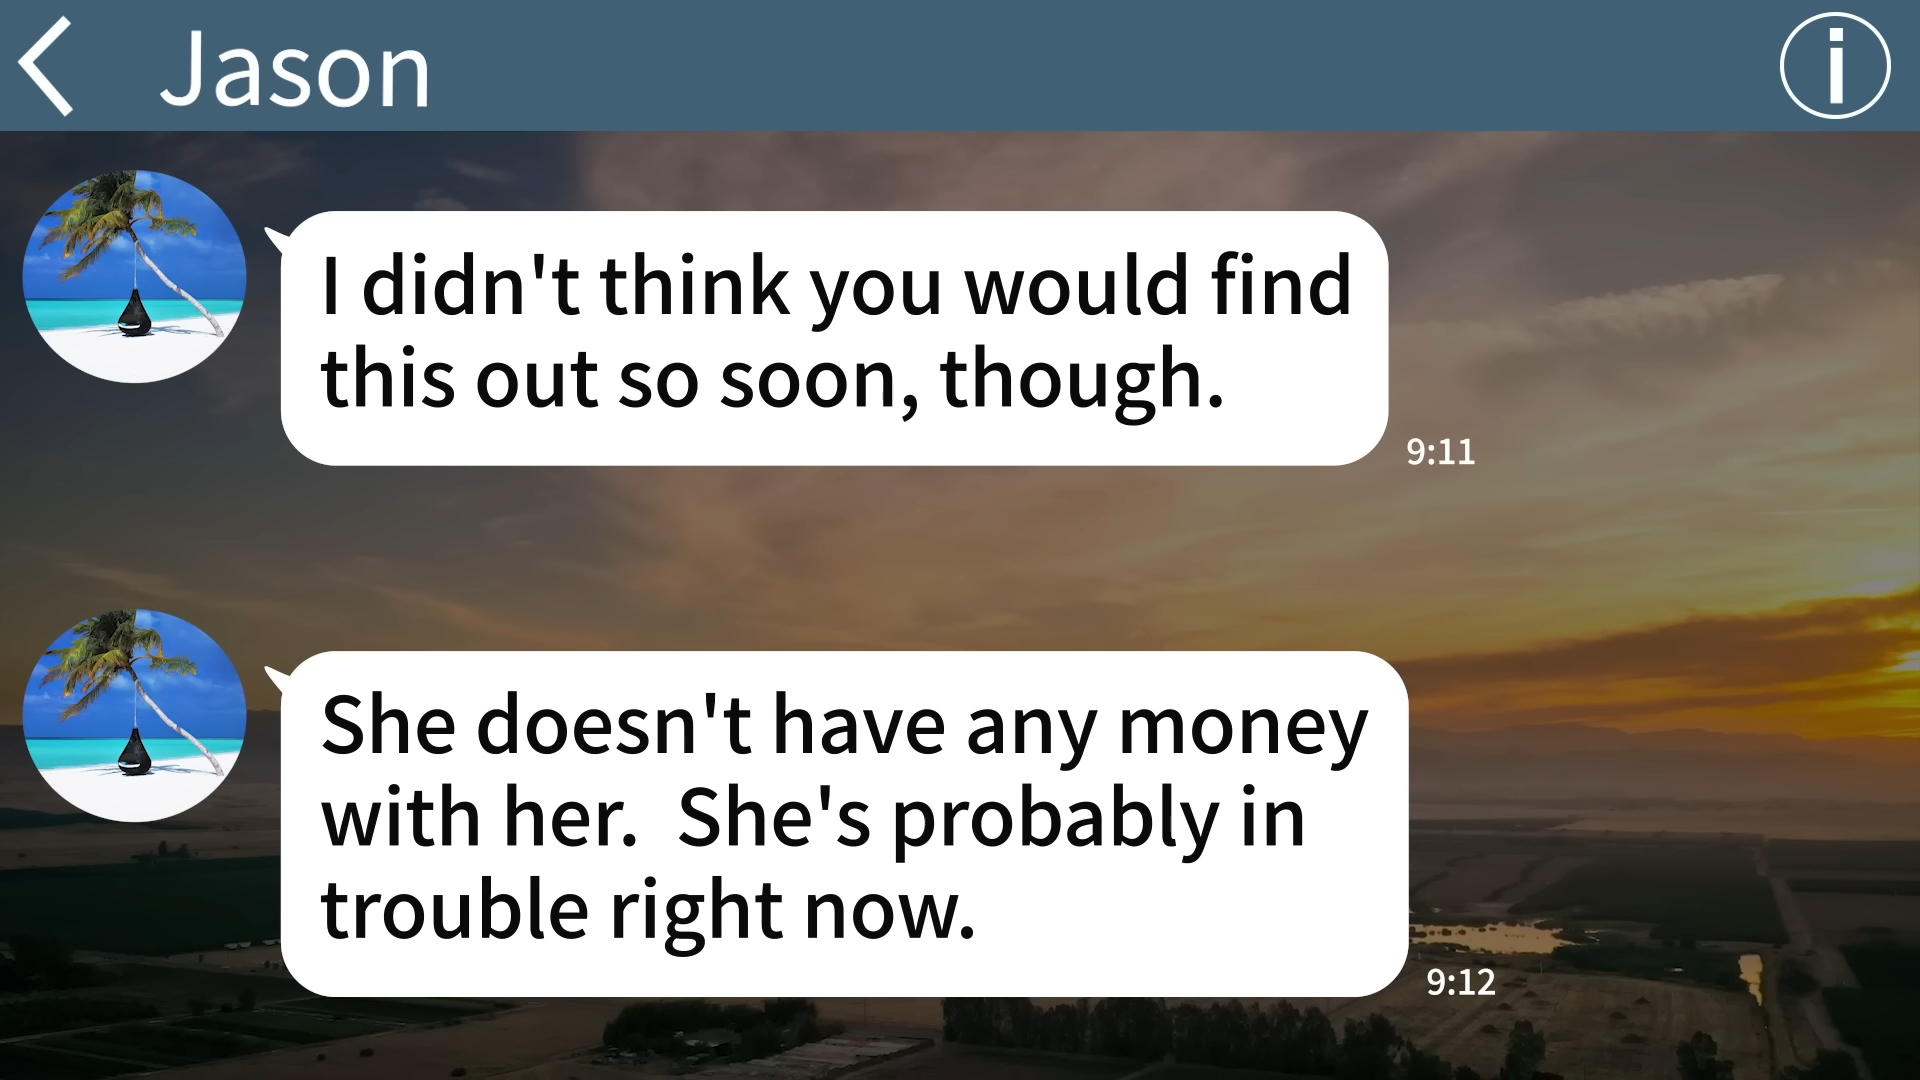 Jason
I didn't think you would find
this out so soon, though.
9:11
She doesn't have any money
with her.  She's probably in
trouble right now.
9:12